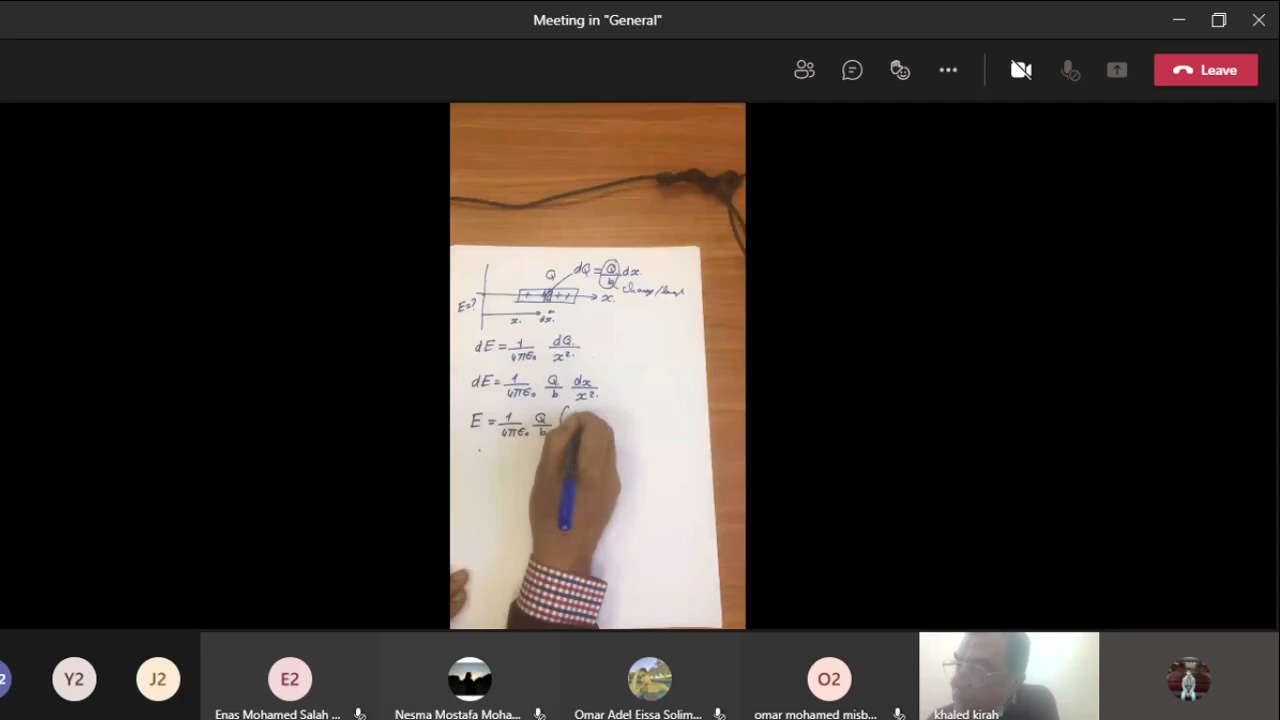 Meeting in "General"
Leave
Q dQ = Q/b dx
charge/length
E=? x
x dx
dE = 1/4πε₀ dQ/x²
dE = 1/4πε₀ Q/b dx/x²
E = 1/4πε₀ Q/b
2 Y2 J2 E2 O2
Enas Mohamed Salah ...
Nesma Mostafa Moha...
Omar Adel Eissa Solim...
omar mohamed misb...
khaled kirah